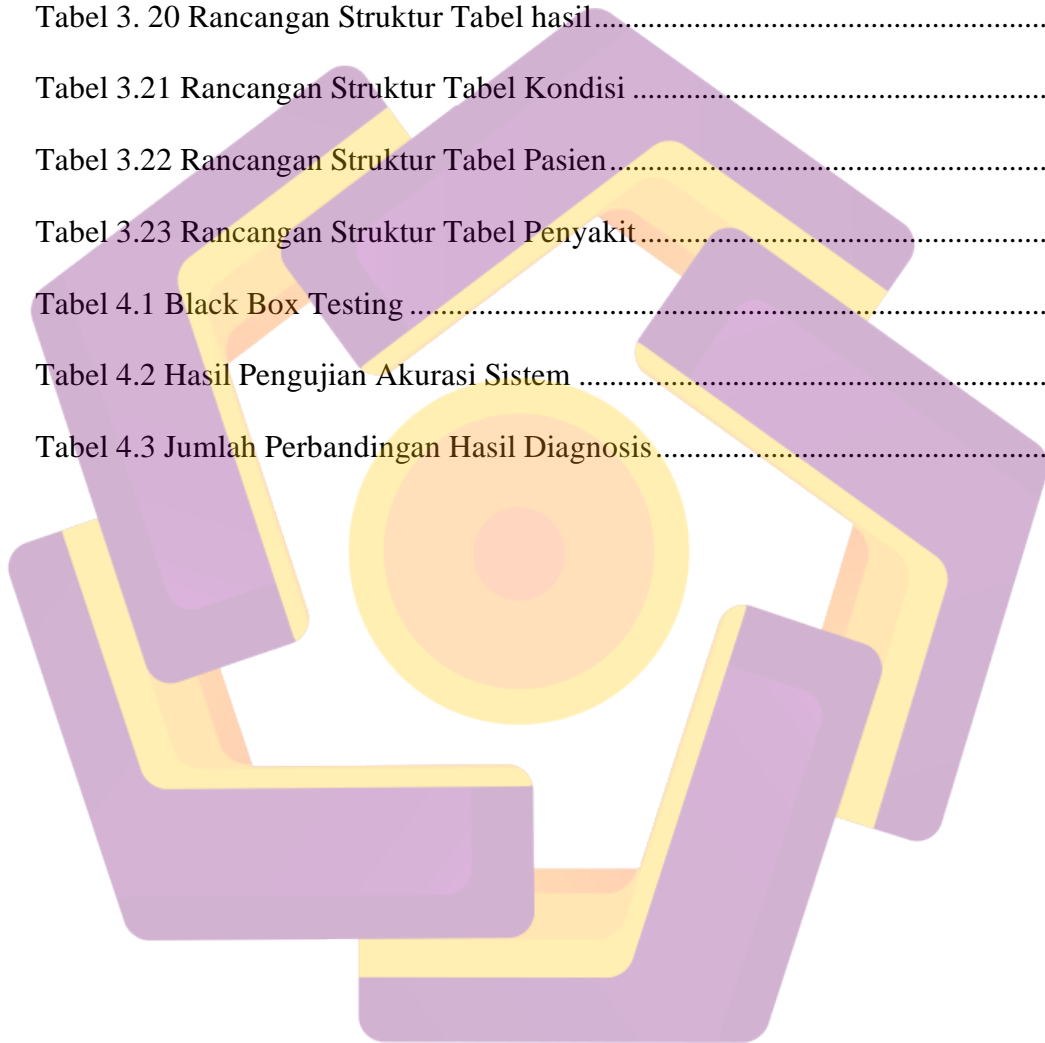 Tabel 3. 20 Rancangan Struktur Tabel hasil..........................................................
Tabel 3.21 Rancangan Struktur Tabel Kondisi .....................................................
Tabel 3.22 Rancangan Struktur Tabel Pasien........................................................
Tabel 3.23 Rancangan Struktur Tabel Penyakit....................................................
Tabel 4.1 Black Box Testing ................................................................................
Tabel 4.2 Hasil Pengujian Akurasi Sistem ...........................................................
Tabel 4.3 Jumlah Perbandingan Hasil Diagnosis..................................................